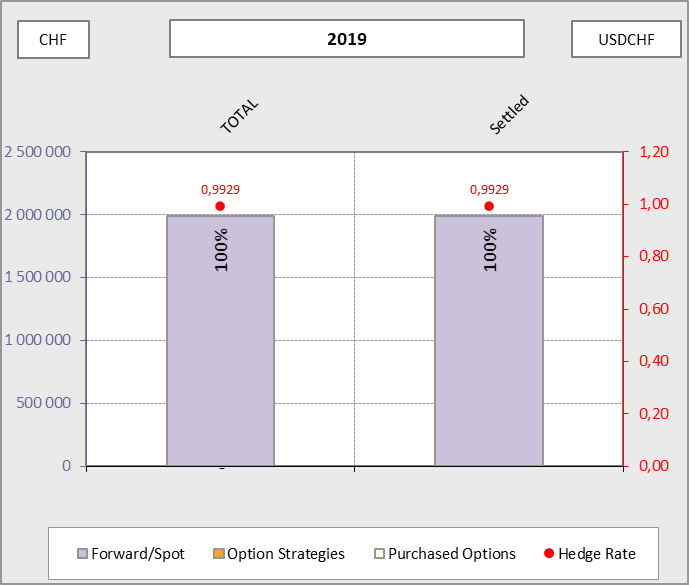 CHF 2019 USDCHF
TOTAL Settled
2 500 000 1,20
0,9929 0,9929
2 000 000 1,00
100% 100%
0,80
1 500 000
0,60
1 000 000
0,40
500 000
0,20
0 - 0,00
Forward/Spot Option Strategies Purchased Options Hedge Rate